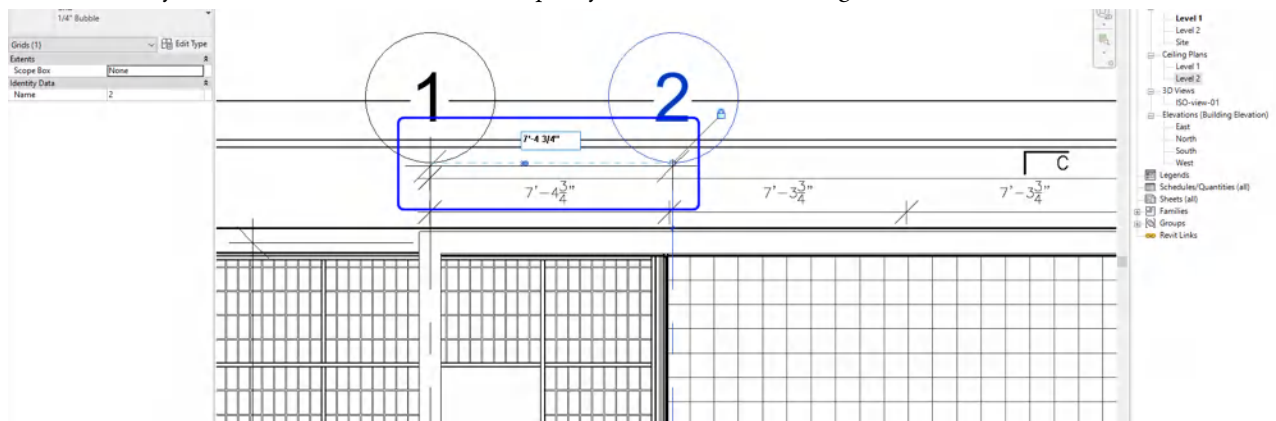 1/4" Bubble
Grids (1)
Edit Type
Extents
Scope Box
None
Identity Data
Name
2
1
2
7'-4 3/4"
3D
7'-4 3/4"
7'-3 3/4"
7'-3 3/4"
C
Level 1
Level 2
Site
Ceiling Plans
Level 1
Level 2
3D Views
ISO-view-01
Elevations (Building Elevation)
East
North
South
West
Legends
Schedules/Quantities (all)
Sheets (all)
Families
Groups
Revit Links